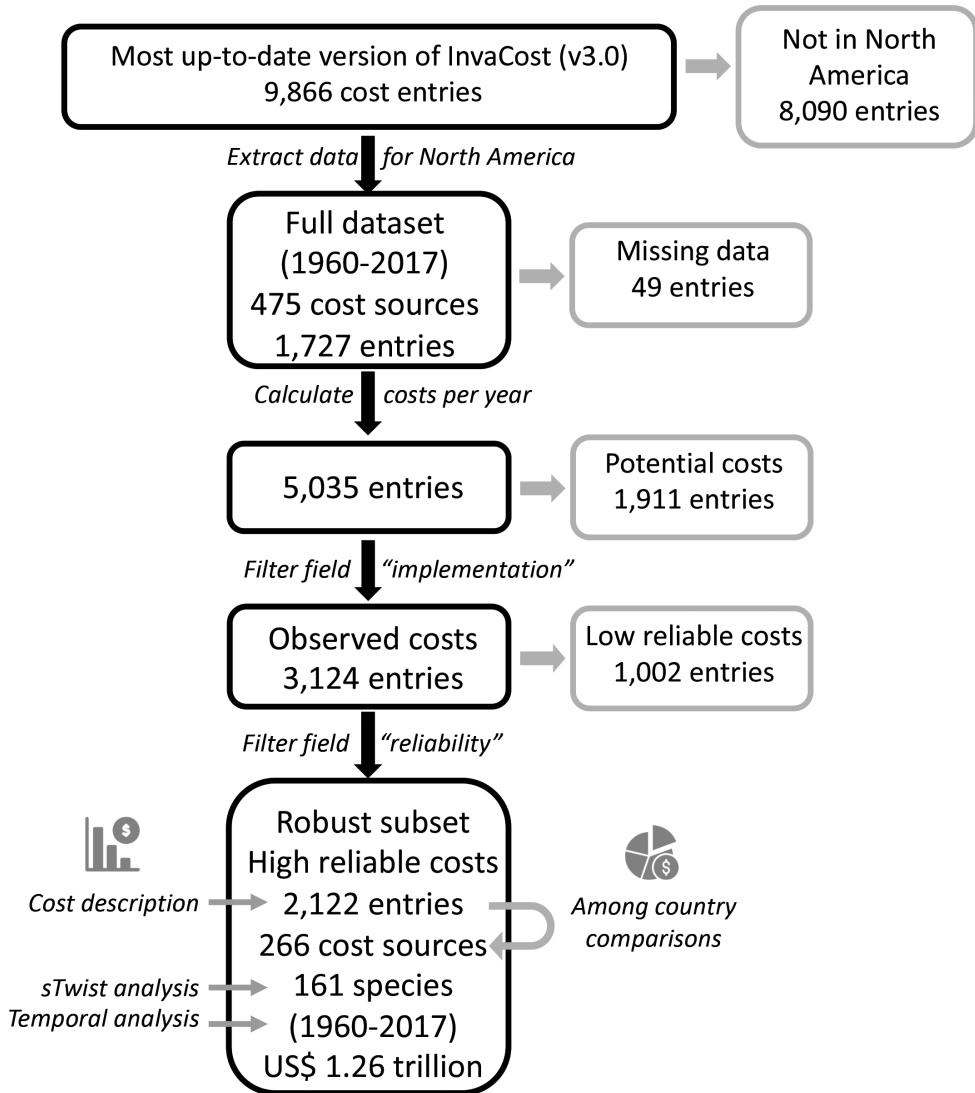 Most up-to-date version of InvaCost (v3.0)
9,866 cost entries
Not in North
America
8,090 entries
Extract data for North America
Full dataset
(1960-2017)
475 cost sources
1,727 entries
Missing data
49 entries
Calculate costs per year
5,035 entries
Potential costs
1,911 entries
Filter field “implementation”
Observed costs
3,124 entries
Low reliable costs
1,002 entries
Filter field “reliability”
Robust subset
High reliable costs
2,122 entries
266 cost sources
161 species
(1960-2017)
US$ 1.26 trillion
$
Cost description
sTwist analysis
Temporal analysis
$
Among country
comparisons